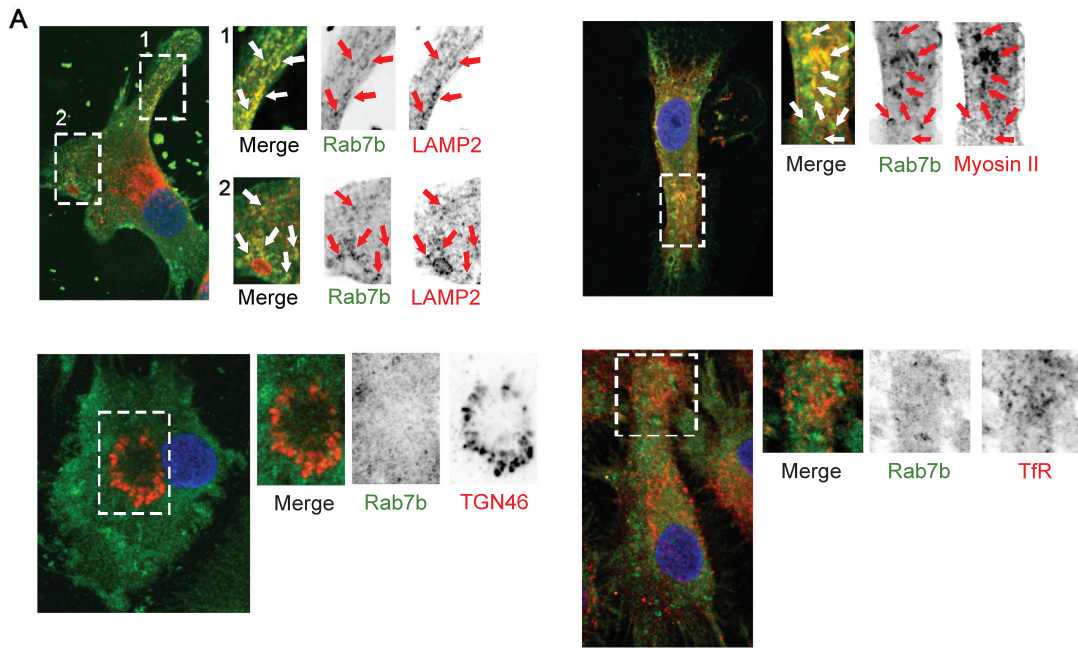 A
1
2
1
Merge
Rab7b
LAMP2
2
Merge
Rab7b
LAMP2
Merge
Rab7b
Myosin II
Merge
Rab7b
TGN46
Merge
Rab7b
TfR